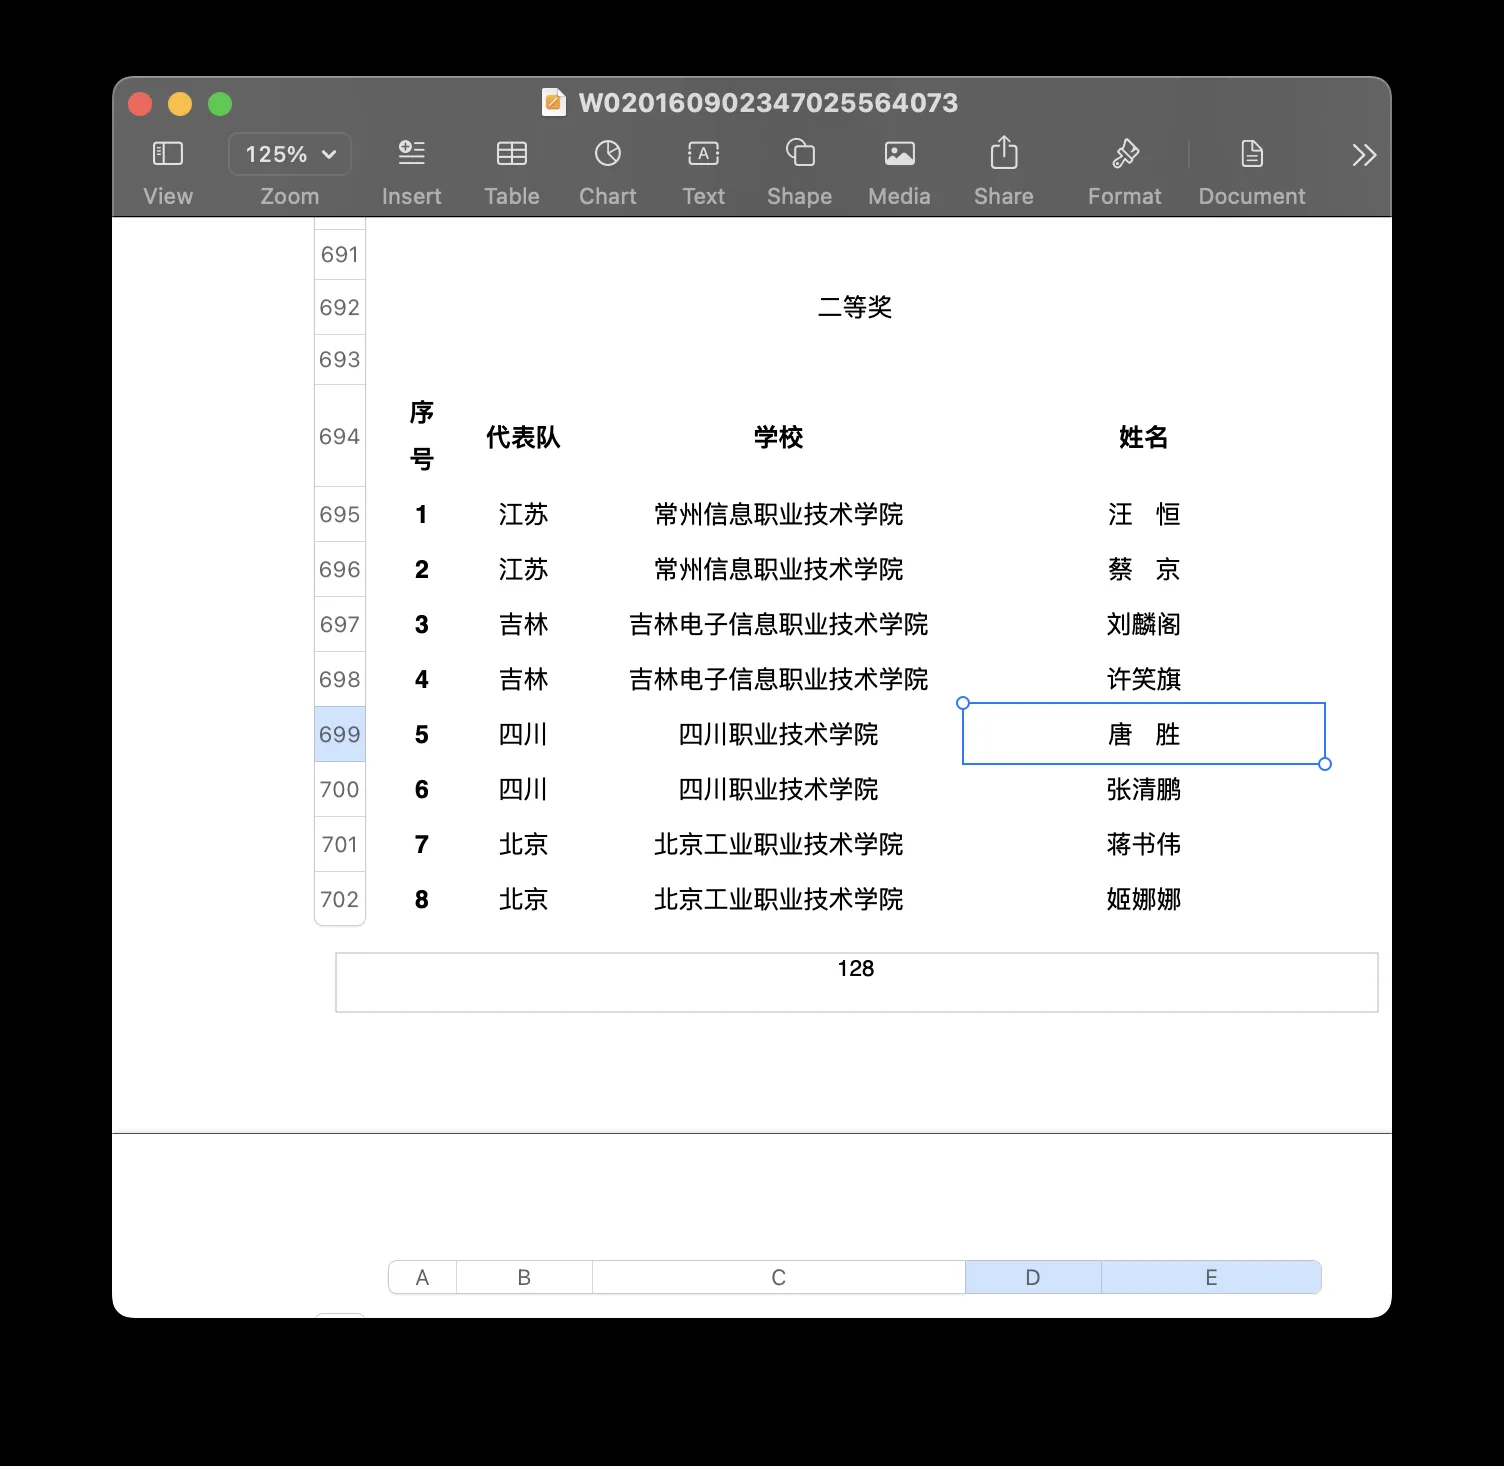 W020160902347025564073
125%
View Zoom Insert Table Chart Text Shape Media Share Format Document
691
692 二等奖
693
694 序号 代表队 学校 姓名
695 1 江苏 常州信息职业技术学院 汪 恒
696 2 江苏 常州信息职业技术学院 蔡 京
697 3 吉林 吉林电子信息职业技术学院 刘麟阁
698 4 吉林 吉林电子信息职业技术学院 许笑旗
699 5 四川 四川职业技术学院 唐 胜
700 6 四川 四川职业技术学院 张清鹏
701 7 北京 北京工业职业技术学院 蒋书伟
702 8 北京 北京工业职业技术学院 姬娜娜
128
A B C D E